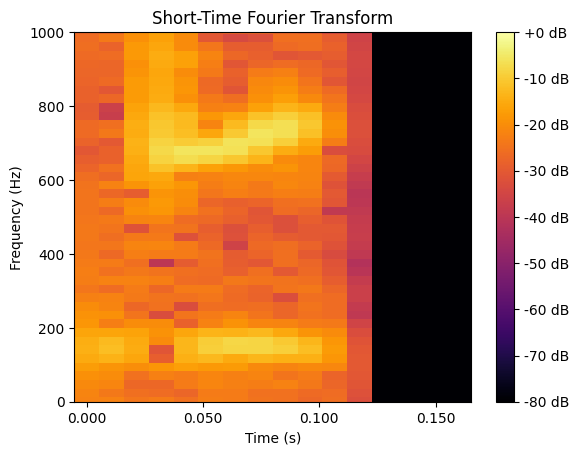 Short-Time Fourier Transform
1000
800
600
400
200
0
Frequency (Hz)
0.000
0.050
0.100
0.150
Time (s)
+0 dB
-10 dB
-20 dB
-30 dB
-40 dB
-50 dB
-60 dB
-70 dB
-80 dB